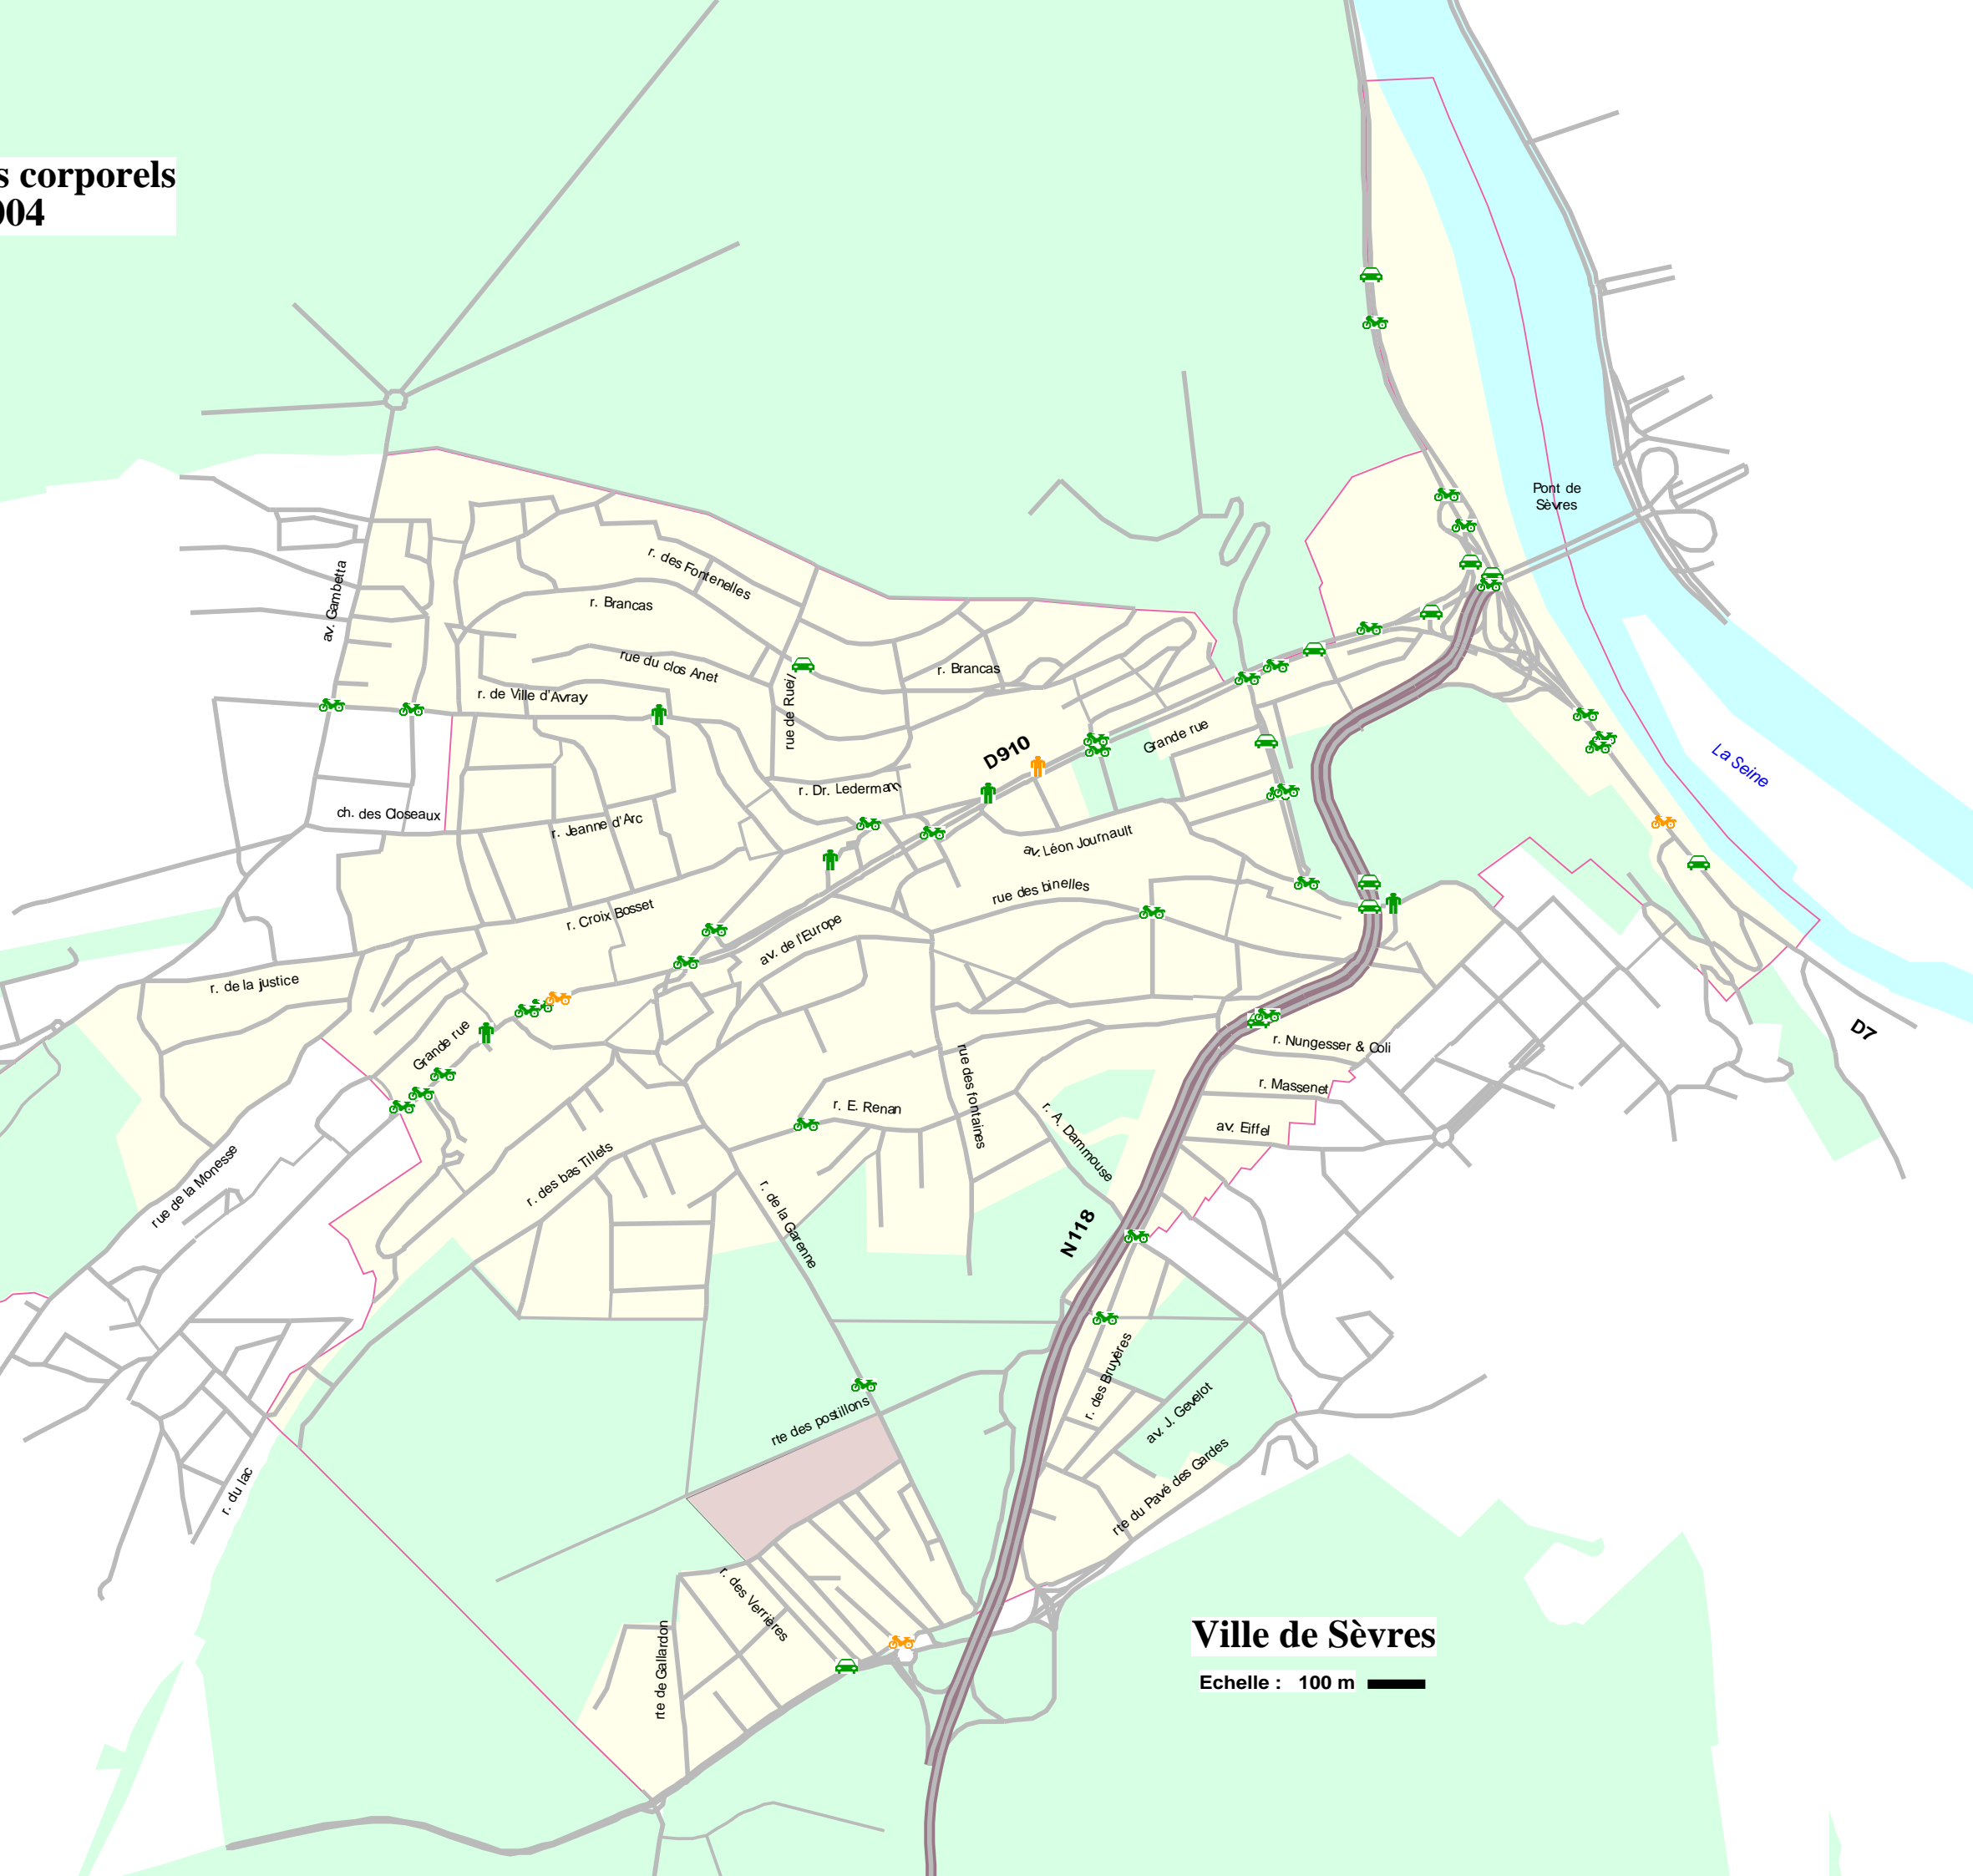 s corporels
004
Pont de
Sèvres
r. des Fontenelles
av. Gambetta
r. Brancas
rue du clos Anet
r. Brancas
r. de Ville d'Avray
rue de Rueil
Grande rue
D910
La Seine
r. Dr. Ledermann
ch. des Closeaux
r. Jeanne d'Arc
av. Léon Journault
rue des binelles
r. Croix Bosset
av. de l'Europe
r. de la justice
Grande rue
D7
r. Nungesser & Coli
rue des fontaines
r. Massenet
r. E. Renan
r. A. Dammouse
av. Eiffel
rue de la Monesse
r. des bas Tillets
r. de la Garenne
N118
r. des Bruyères
av. J. Gevelot
rte des postillons
rte du Pavé des Gardes
r. du lac
r. des Verrières
rte de Gallardon
Ville de Sèvres
Echelle : 100 m